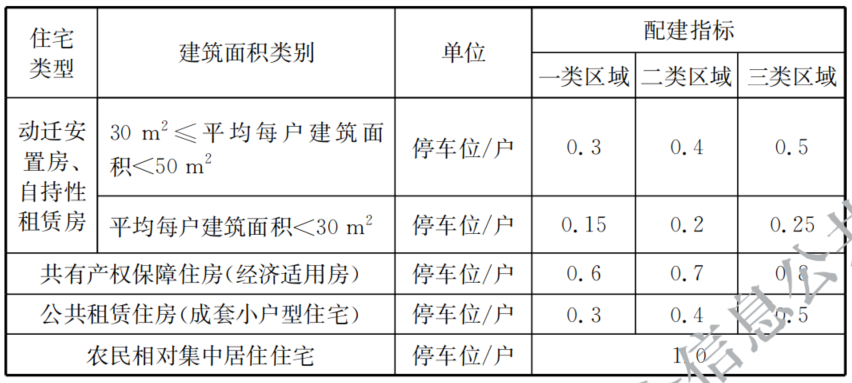 住宅类型 建筑面积类别 单位 配建指标
一类区域 二类区域 三类区域
动迁安置房、自持性租赁房 30 m²≤平均每户建筑面积<50 m² 停车位/户 0.3 0.4 0.5
平均每户建筑面积<30 m² 停车位/户 0.15 0.2 0.25
共有产权保障住房(经济适用房) 停车位/户 0.6 0.7 0.8
公共租赁住房(成套小户型住宅) 停车位/户 0.3 0.4 0.5
农民相对集中居住住宅 停车位/户 1.0
信息公